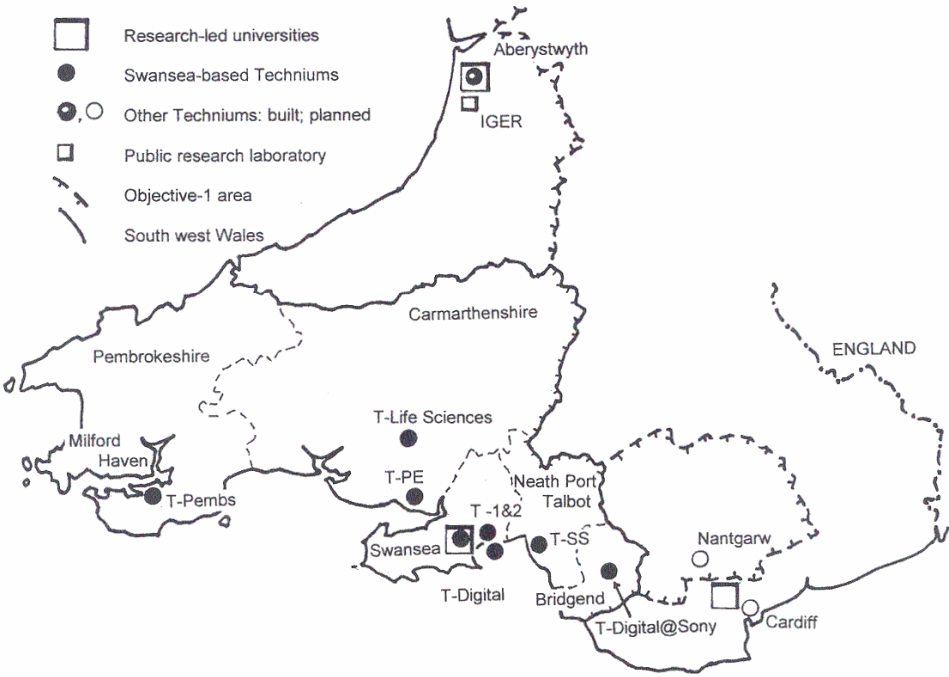 Research-led universities
Swansea-based Techniums
Other Techniums: built; planned
Public research laboratory
Objective-1 area
South west Wales
Aberystwyth
IGER
Carmarthenshire
Pembrokeshire
ENGLAND
T-Life Sciences
Milford
Haven
T-PE
Neath Port
Talbot
T-Pembs
T -1&2
Swansea
T-SS
Nantgarw
T-Digital
Bridgend
T-Digital@Sony
Cardiff